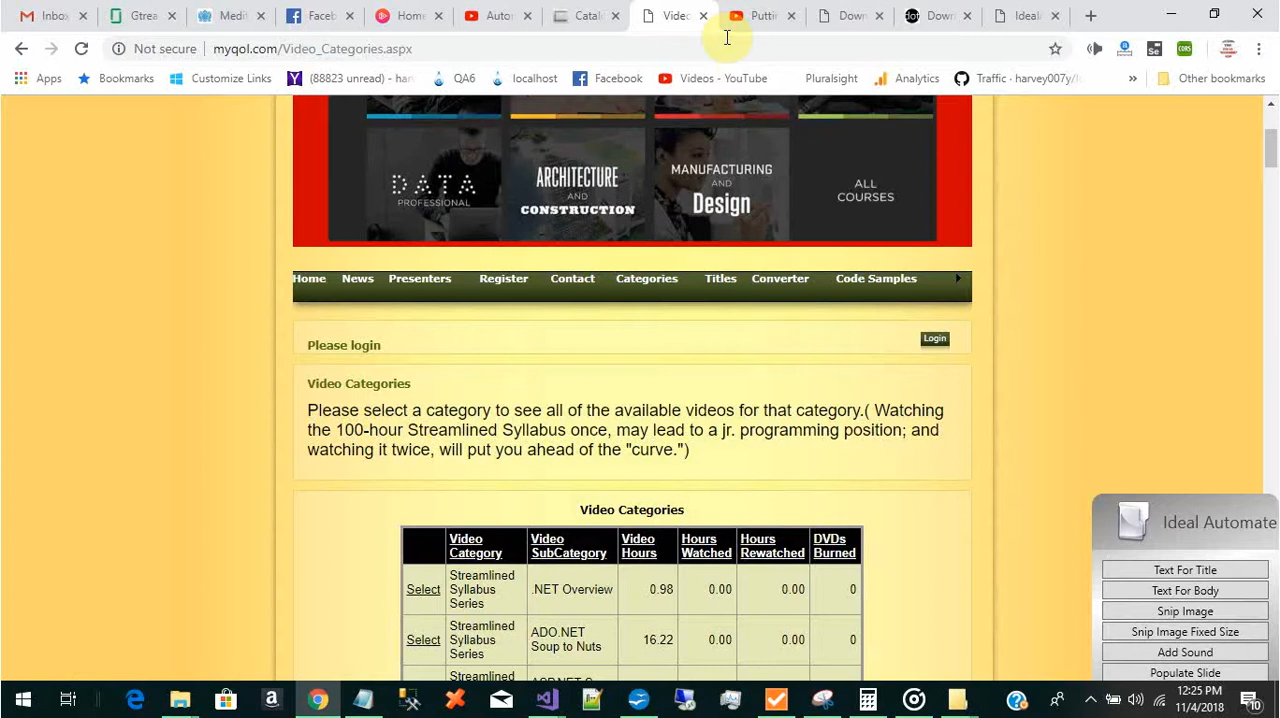 Inbox
Gtrea
Medit
Faceb
Home
Autor
Catalo
Video
Puttin
Down
Down
Ideal
Not secure myqol.com/Video_Categories.aspx
Apps Bookmarks Customize Links (88823 unread) - har QA6 localhost Facebook Videos - YouTube Pluralsight Analytics Traffic · harvey007y/I » Other bookmarks
DATA
PROFESSIONAL
ARCHITECTURE
AND
CONSTRUCTION
MANUFACTURING
AND
Design
ALL
COURSES
Home News Presenters Register Contact Categories Titles Converter Code Samples
Please login Login
Video Categories
Please select a category to see all of the available videos for that category.( Watching
the 100-hour Streamlined Syllabus once, may lead to a jr. programming position; and
watching it twice, will put you ahead of the "curve.")
Video Categories
Video Category Video SubCategory Video Hours Hours Watched Hours Rewatched DVDs Burned
Select Streamlined Syllabus Series .NET Overview 0.98 0.00 0.00 0
Select Streamlined Syllabus Series ADO.NET Soup to Nuts 16.22 0.00 0.00 0
Streamlined
Ideal Automate
Text For Title
Text For Body
Snip Image
Snip Image Fixed Size
Add Sound
Populate Slide
12:25 PM
11/4/2018
10